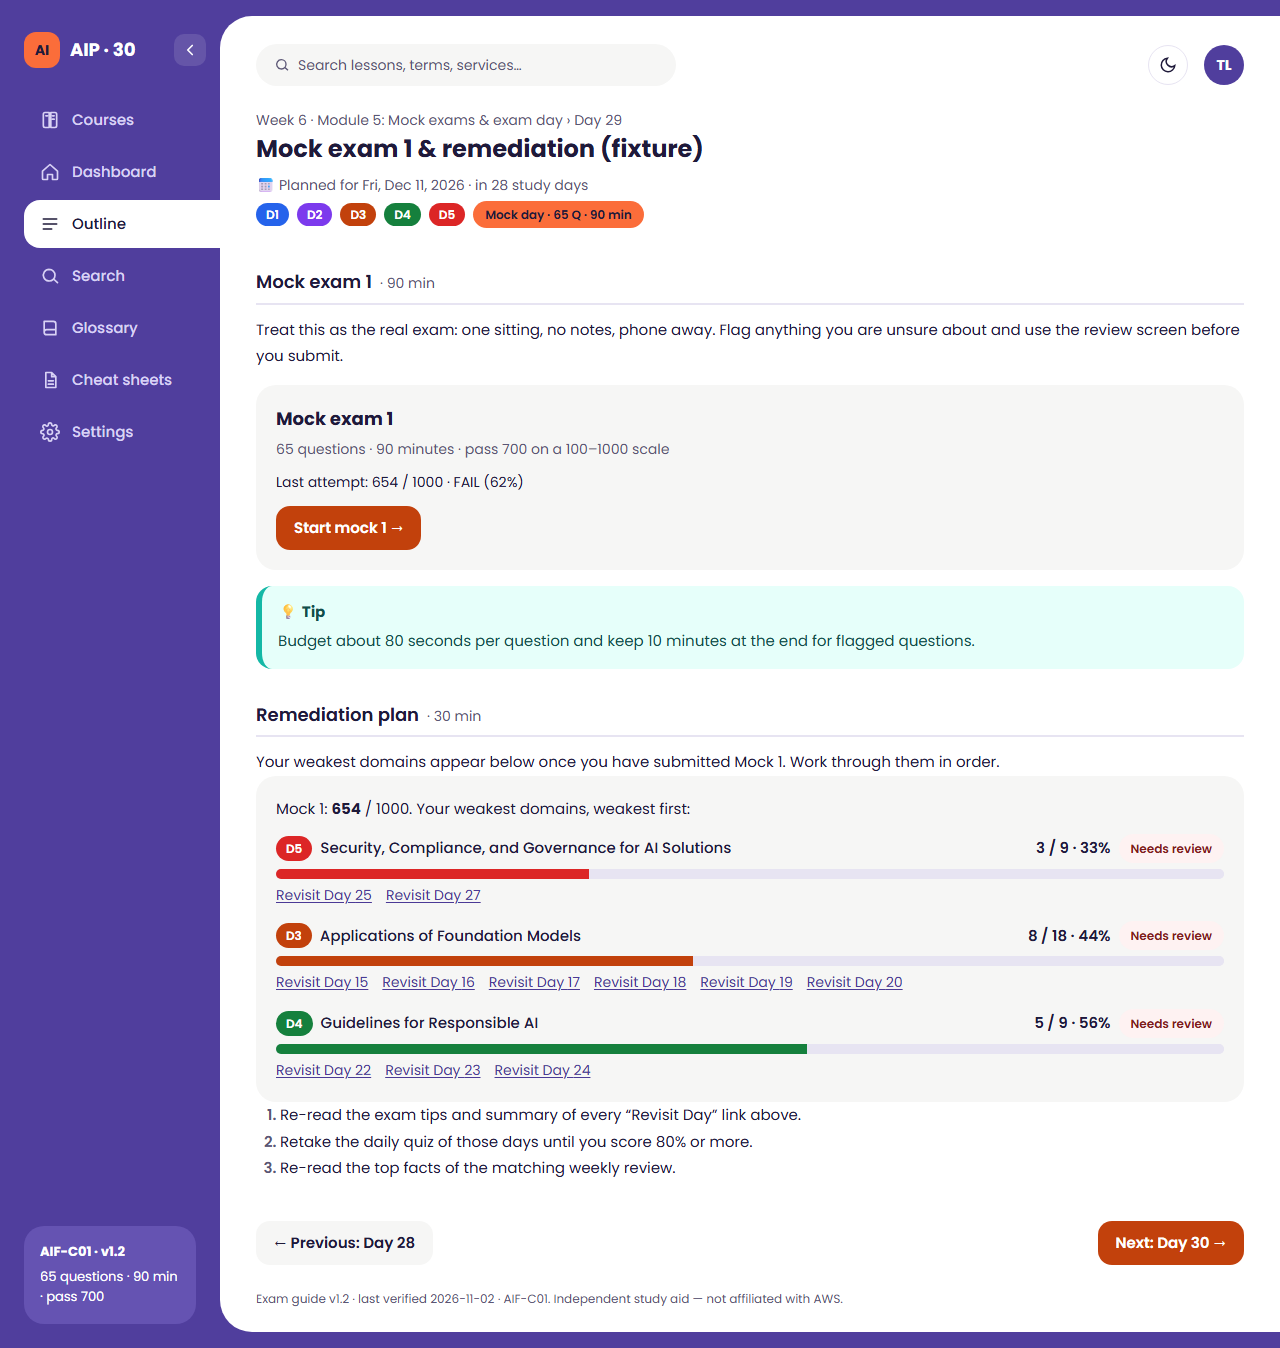 AI AIP · 30
Courses
Dashboard
Outline
Search
Glossary
Cheat sheets
Settings
AIF-C01 · v1.2
65 questions · 90 min
· pass 700
Search lessons, terms, services…
TL
Week 6 · Module 5: Mock exams & exam day › Day 29
Mock exam 1 & remediation (fixture)
Planned for Fri, Dec 11, 2026 · in 28 study days
D1 D2 D3 D4 D5 Mock day · 65 Q · 90 min
Mock exam 1 · 90 min
Treat this as the real exam: one sitting, no notes, phone away. Flag anything you are unsure about and use the review screen before
you submit.
Mock exam 1
65 questions · 90 minutes · pass 700 on a 100–1000 scale
Last attempt: 654 / 1000 · FAIL (62%)
Start mock 1 →
Tip
Budget about 80 seconds per question and keep 10 minutes at the end for flagged questions.
Remediation plan · 30 min
Your weakest domains appear below once you have submitted Mock 1. Work through them in order.
Mock 1: 654 / 1000. Your weakest domains, weakest first:
D5 Security, Compliance, and Governance for AI Solutions 3 / 9 · 33% Needs review
Revisit Day 25 Revisit Day 27
D3 Applications of Foundation Models 8 / 18 · 44% Needs review
Revisit Day 15 Revisit Day 16 Revisit Day 17 Revisit Day 18 Revisit Day 19 Revisit Day 20
D4 Guidelines for Responsible AI 5 / 9 · 56% Needs review
Revisit Day 22 Revisit Day 23 Revisit Day 24
1. Re-read the exam tips and summary of every “Revisit Day” link above.
2. Retake the daily quiz of those days until you score 80% or more.
3. Re-read the top facts of the matching weekly review.
← Previous: Day 28
Next: Day 30 →
Exam guide v1.2 · last verified 2026-11-02 · AIF-C01. Independent study aid — not affiliated with AWS.